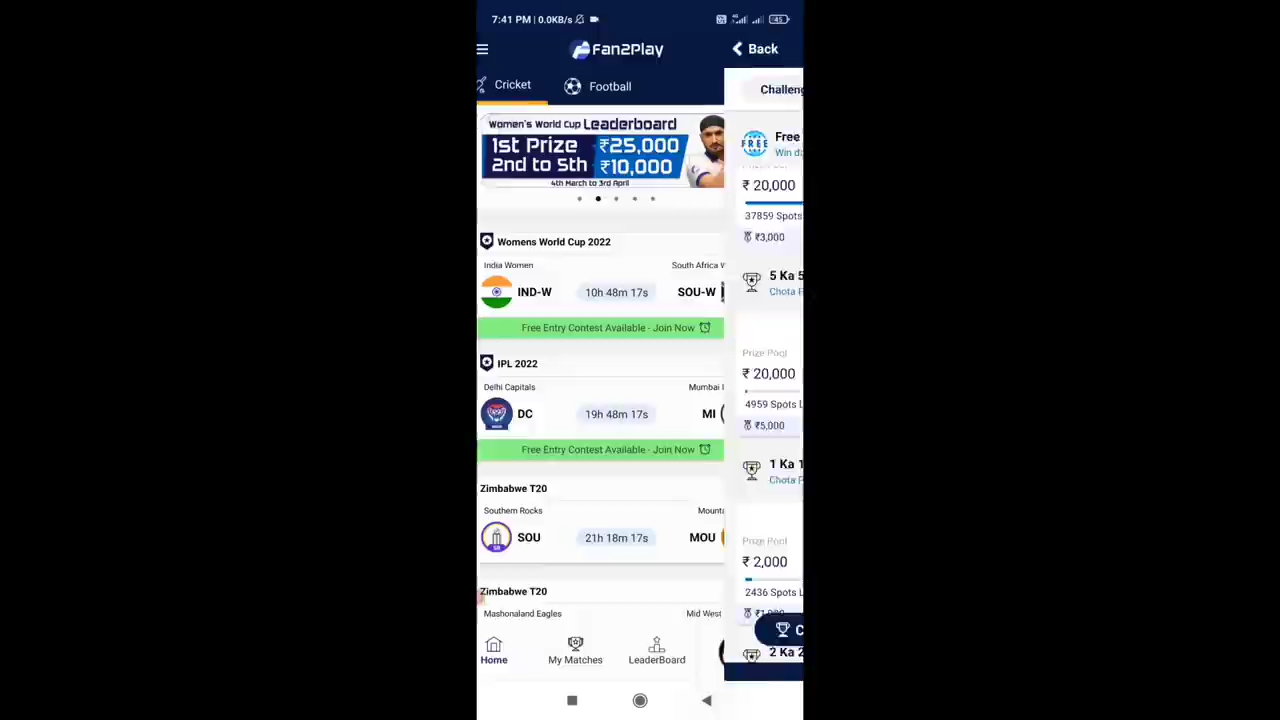 7:41 PM | 0.0KB/s
45
Fan2Play
Back
Cricket
Football
Challeng
Women's World Cup Leaderboard
1st Prize ₹25,000
2nd to 5th ₹10,000
4th March to 3rd April
FREE
Free
Win
₹ 20,000
37859 Spots
₹3,000
Womens World Cup 2022
India Women
South Africa W
IND-W
10h 48m 17s
SOU-W
Free Entry Contest Available - Join Now
5 Ka 5
Chota
IPL 2022
Delhi Capitals
Mumbai I
DC
19h 48m 17s
MI
Free Entry Contest Available - Join Now
Prize Pool
₹ 20,000
4959 Spots L
₹5,000
1 Ka 1
Chota
Zimbabwe T20
Southern Rocks
Mounta
SOU
21h 18m 17s
MOU
Prize Pool
₹ 2,000
2436 Spots L
Zimbabwe T20
Mashonaland Eagles
Mid West
C
2 Ka 2
Home
My Matches
LeaderBoard